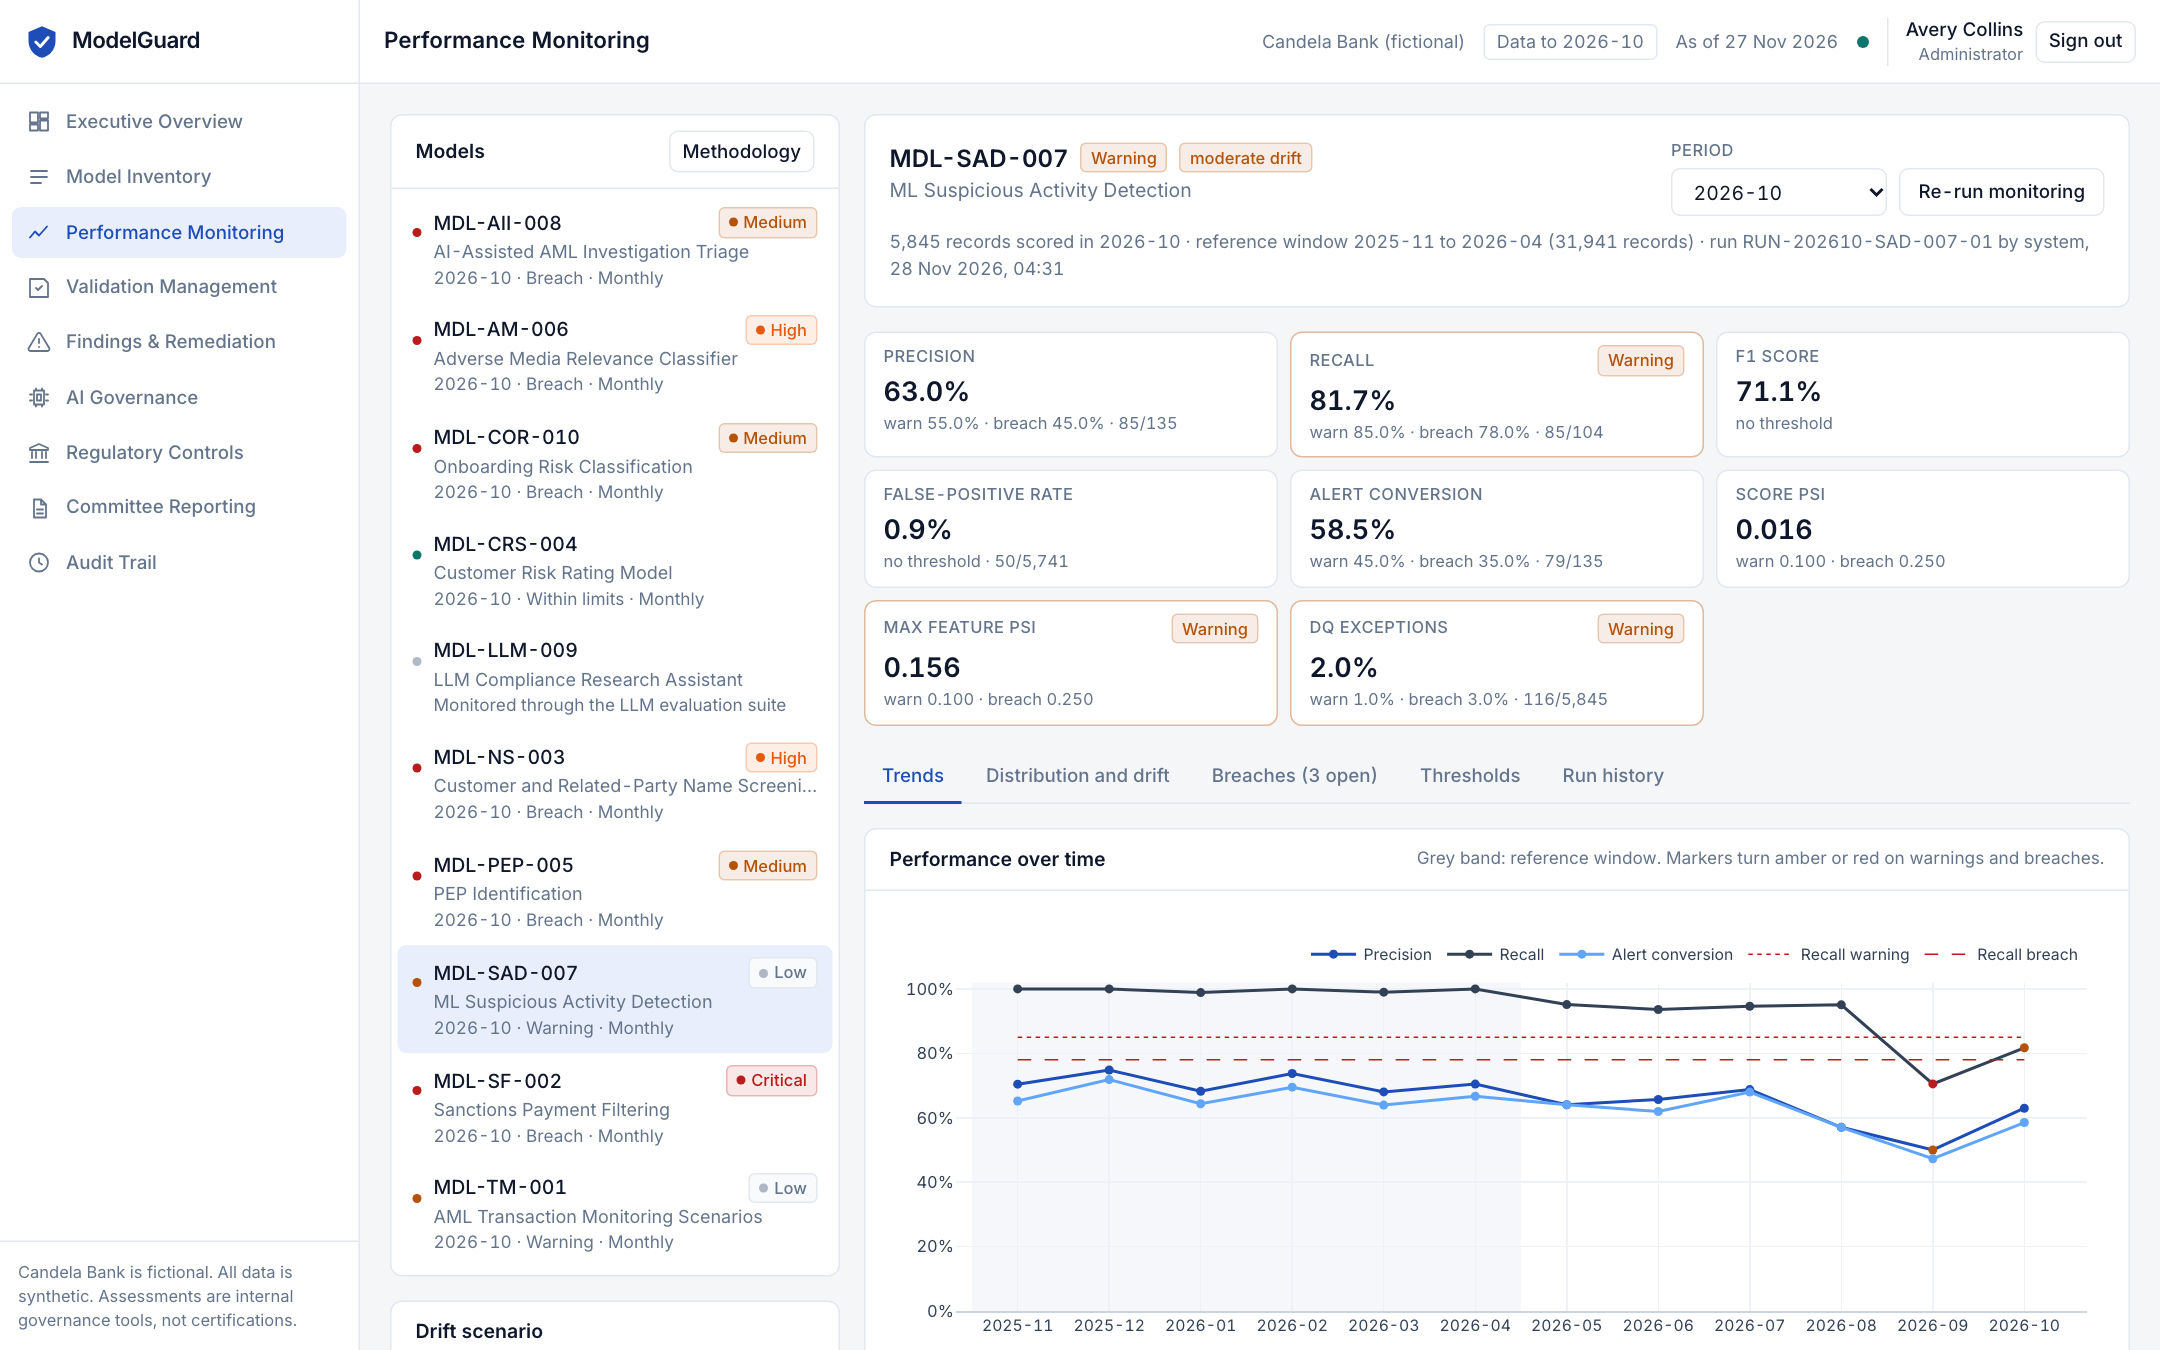 ModelGuard
Performance Monitoring
Candela Bank (fictional)
Data to 2026-10
As of 27 Nov 2026
Avery Collins
Administrator
Sign out
Executive Overview
Model Inventory
Performance Monitoring
Validation Management
Findings & Remediation
AI Governance
Regulatory Controls
Committee Reporting
Audit Trail
Candela Bank is fictional. All data is
synthetic. Assessments are internal
governance tools, not certifications.
Models
Methodology
MDL-AII-008
Medium
AI-Assisted AML Investigation Triage
2026-10 · Breach · Monthly
MDL-AM-006
High
Adverse Media Relevance Classifier
2026-10 · Breach · Monthly
MDL-COR-010
Medium
Onboarding Risk Classification
2026-10 · Breach · Monthly
MDL-CRS-004
Customer Risk Rating Model
2026-10 · Within limits · Monthly
MDL-LLM-009
LLM Compliance Research Assistant
Monitored through the LLM evaluation suite
MDL-NS-003
High
Customer and Related-Party Name Screeni...
2026-10 · Breach · Monthly
MDL-PEP-005
Medium
PEP Identification
2026-10 · Breach · Monthly
MDL-SAD-007
Low
ML Suspicious Activity Detection
2026-10 · Warning · Monthly
MDL-SF-002
Critical
Sanctions Payment Filtering
2026-10 · Breach · Monthly
MDL-TM-001
Low
AML Transaction Monitoring Scenarios
2026-10 · Warning · Monthly
Drift scenario
MDL-SAD-007
Warning
moderate drift
ML Suspicious Activity Detection
PERIOD
2026-10
Re-run monitoring
5,845 records scored in 2026-10 · reference window 2025-11 to 2026-04 (31,941 records) · run RUN-202610-SAD-007-01 by system,
28 Nov 2026, 04:31
PRECISION
63.0%
warn 55.0% · breach 45.0% · 85/135
RECALL
Warning
81.7%
warn 85.0% · breach 78.0% · 85/104
F1 SCORE
71.1%
no threshold
FALSE-POSITIVE RATE
0.9%
no threshold · 50/5,741
ALERT CONVERSION
58.5%
warn 45.0% · breach 35.0% · 79/135
SCORE PSI
0.016
warn 0.100 · breach 0.250
MAX FEATURE PSI
Warning
0.156
warn 0.100 · breach 0.250
DQ EXCEPTIONS
Warning
2.0%
warn 1.0% · breach 3.0% · 116/5,845
Trends
Distribution and drift
Breaches (3 open)
Thresholds
Run history
Performance over time
Grey band: reference window. Markers turn amber or red on warnings and breaches.
Precision
Recall
Alert conversion
Recall warning
Recall breach
100%
80%
60%
40%
20%
0%
2025-11
2025-12
2026-01
2026-02
2026-03
2026-04
2026-05
2026-06
2026-07
2026-08
2026-09
2026-10